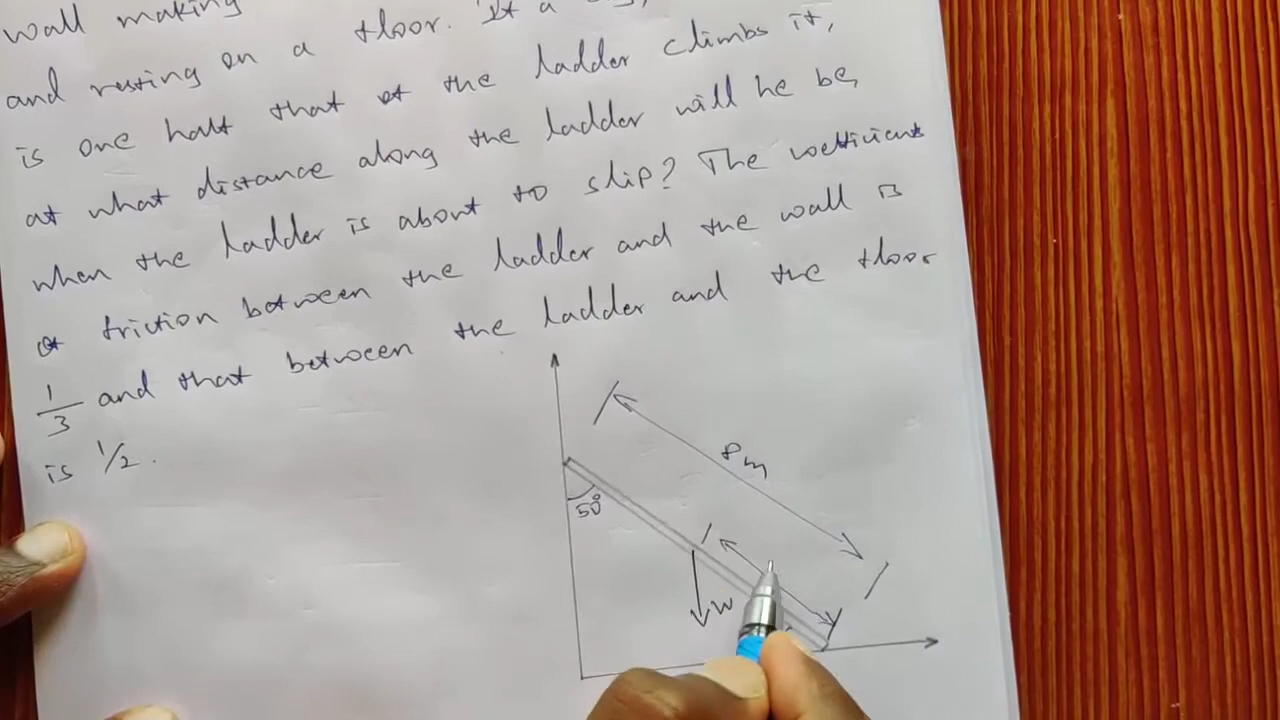 wall making
and resting on a floor. If a
is one half that of the ladder climbs it,
at what distance along the ladder will he be,
when the ladder is about to slip? The coefficient
of friction between the ladder and the wall is
1/3 and that between the ladder and the floor
is 1/2.
8m
50°
W